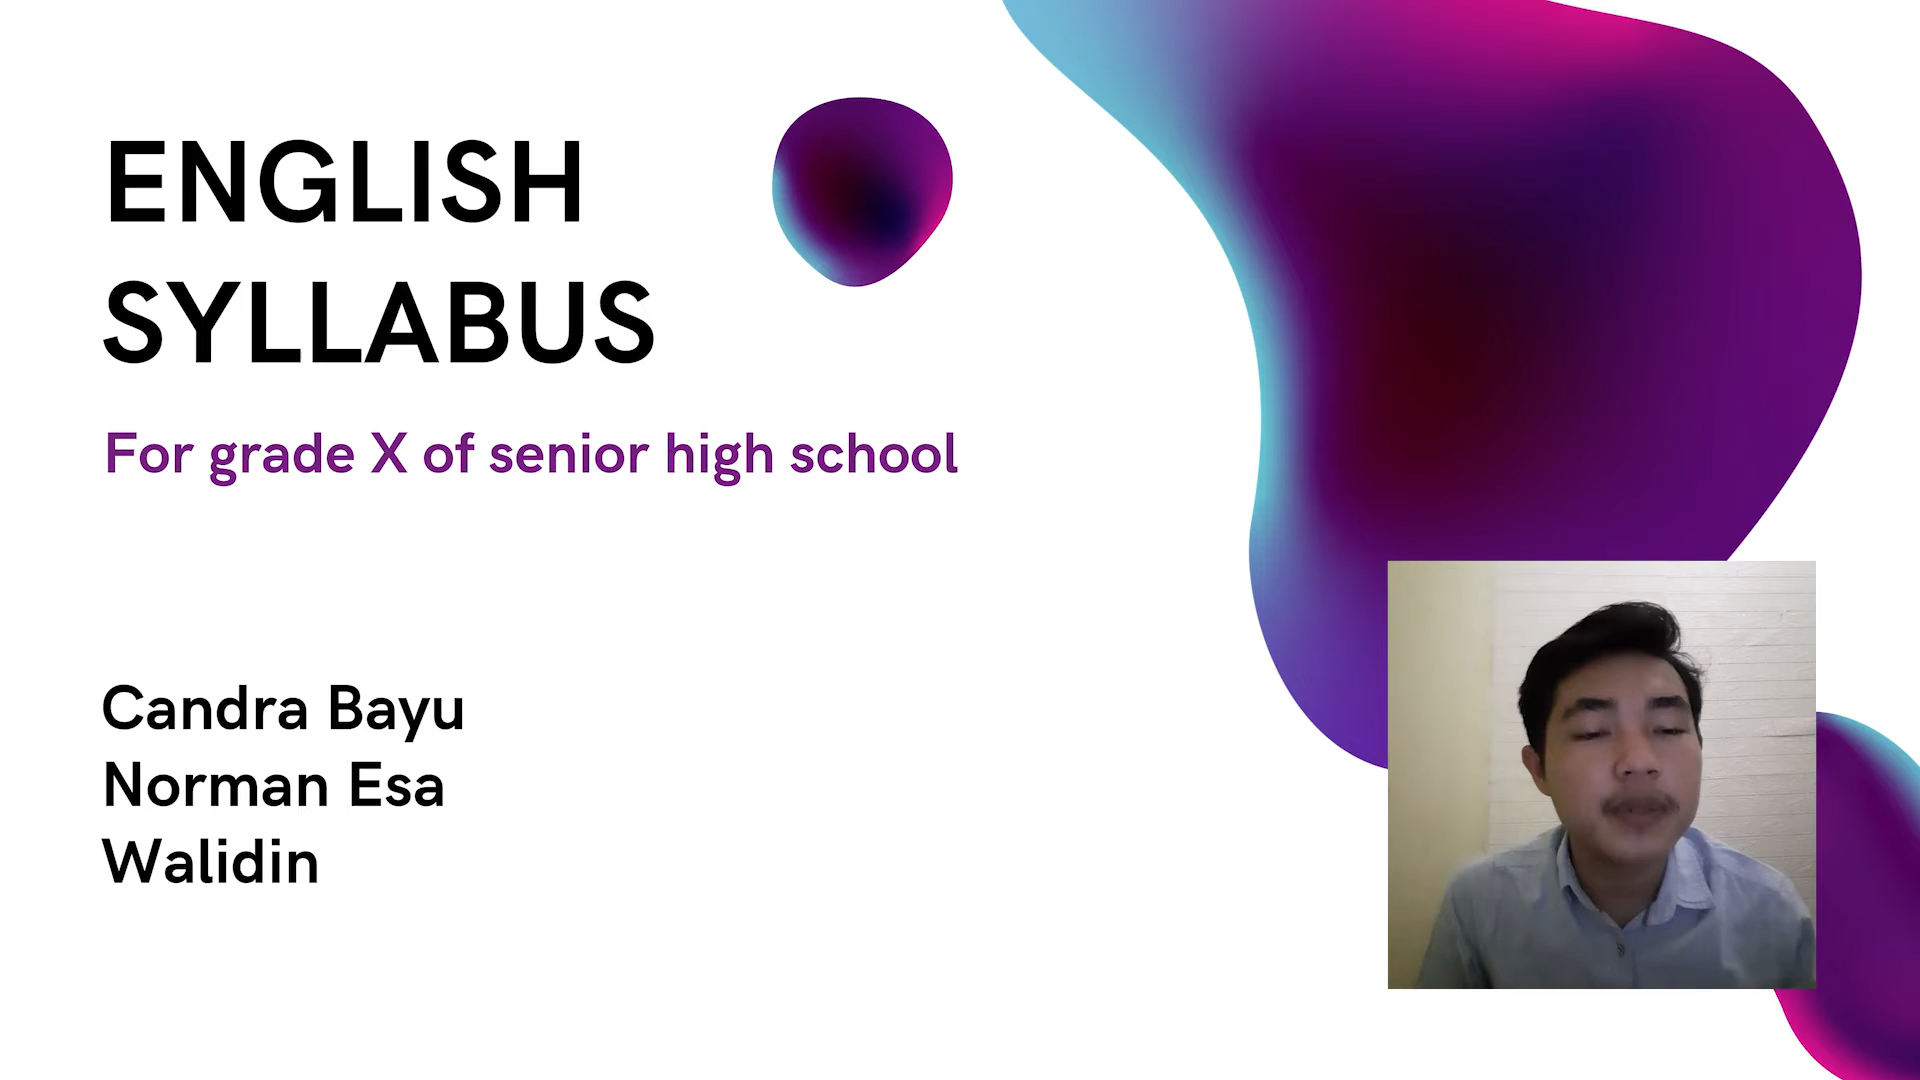 ENGLISH
SYLLABUS
For grade X of senior high school
Candra Bayu
Norman Esa
Walidin